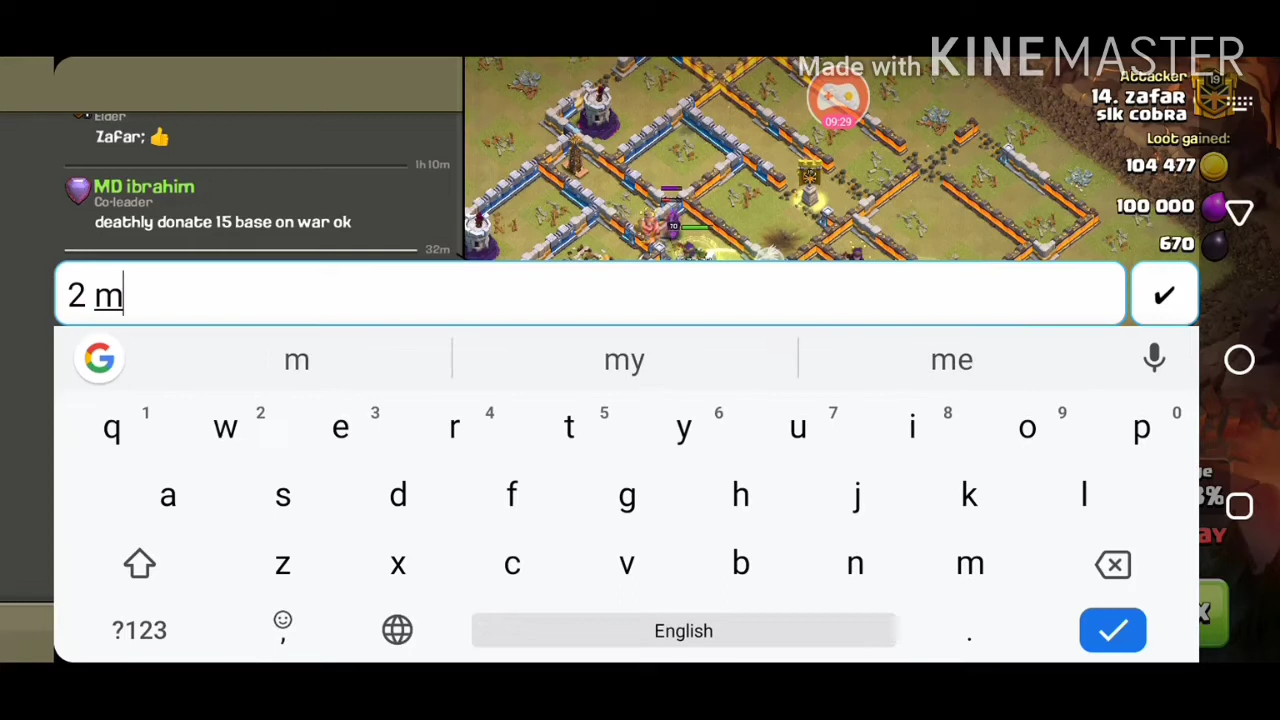 Made with KINEMASTER
09:29
Attacker
19
14. zafar
slk cobra
Loot gained:
104 477
100 000
670
Elder
Zafar; 👍
1h 10m
MD ibrahim
Co-leader
deathly donate 15 base on war ok
32m
70
2 m
m my me
q 1 w 2 e 3 r 4 t 5 y 6 u 7 i 8 o 9 p 0
a s d f g h j k l
z x c v b n m
?123 , English .